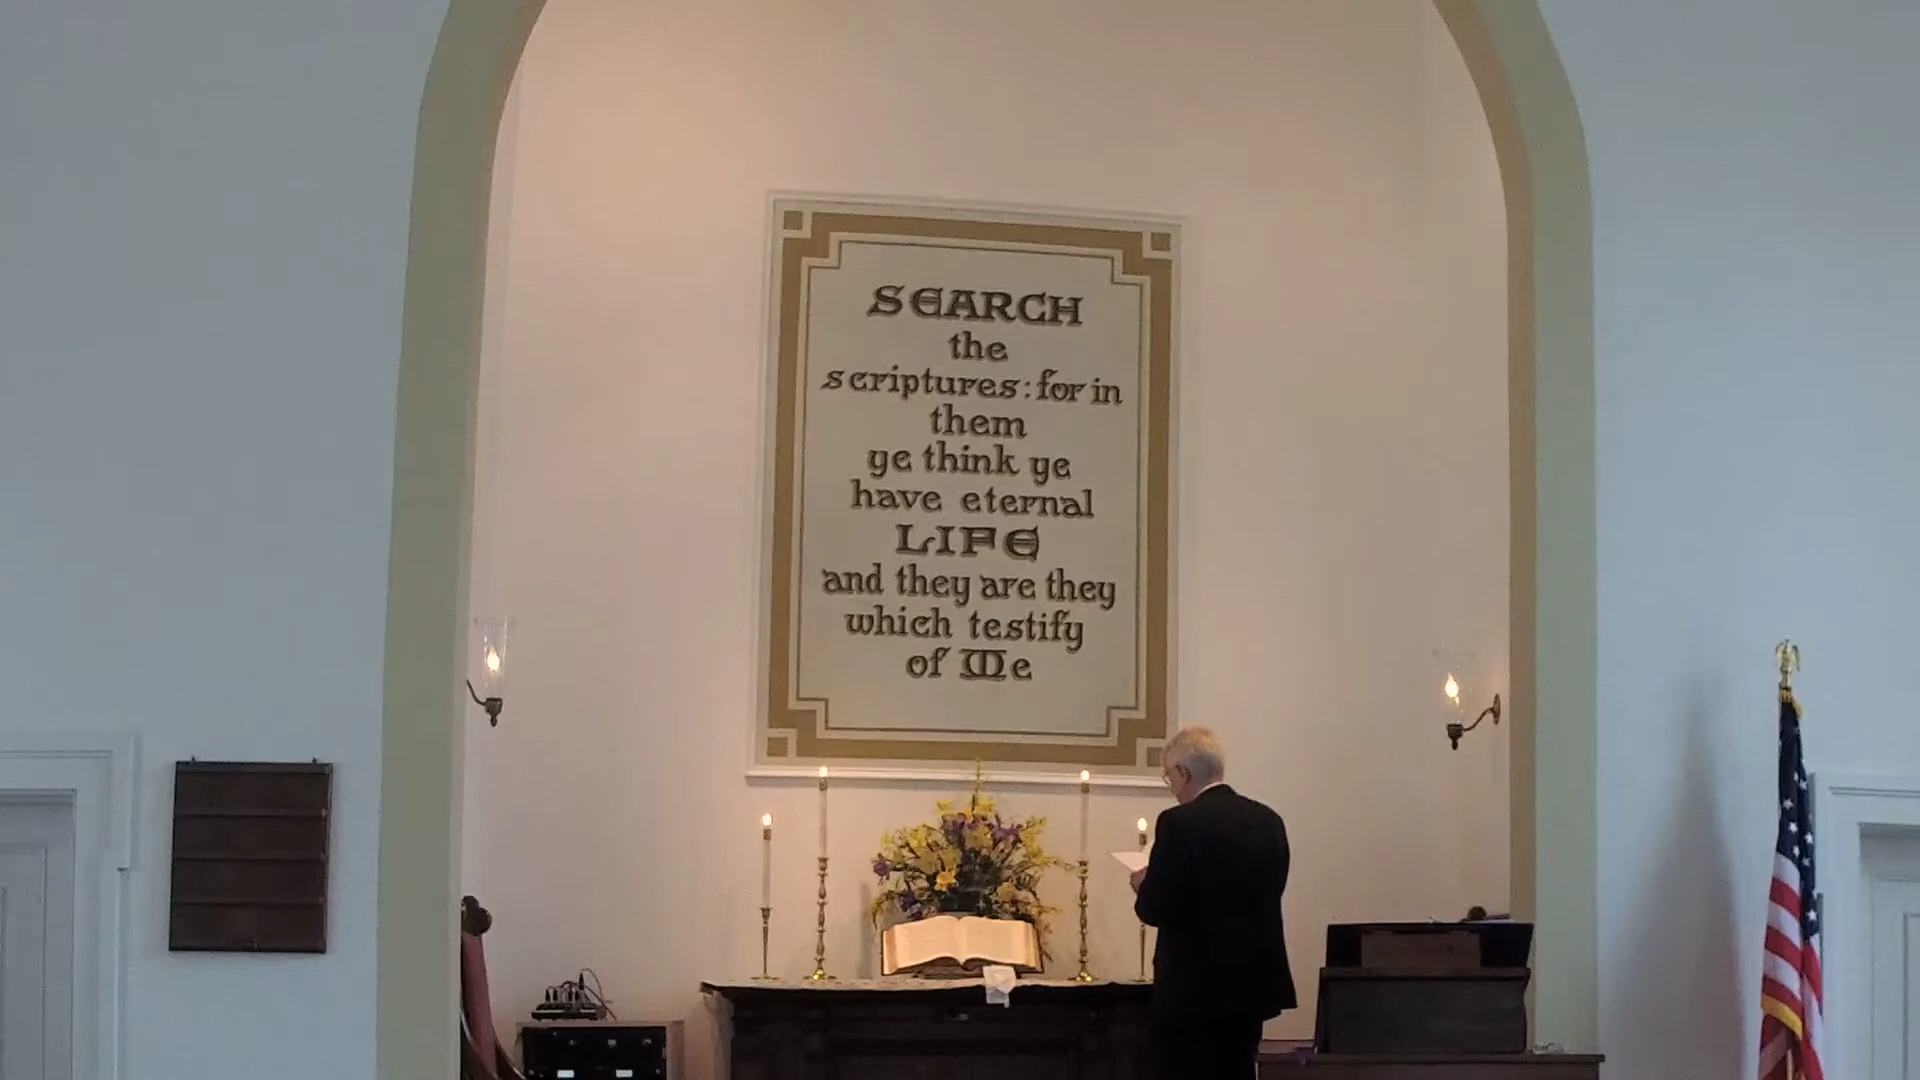 SEARCH
the
scriptures: for in
them
ye think ye
have eternal
LIFE
and they are they
which testify
of Me